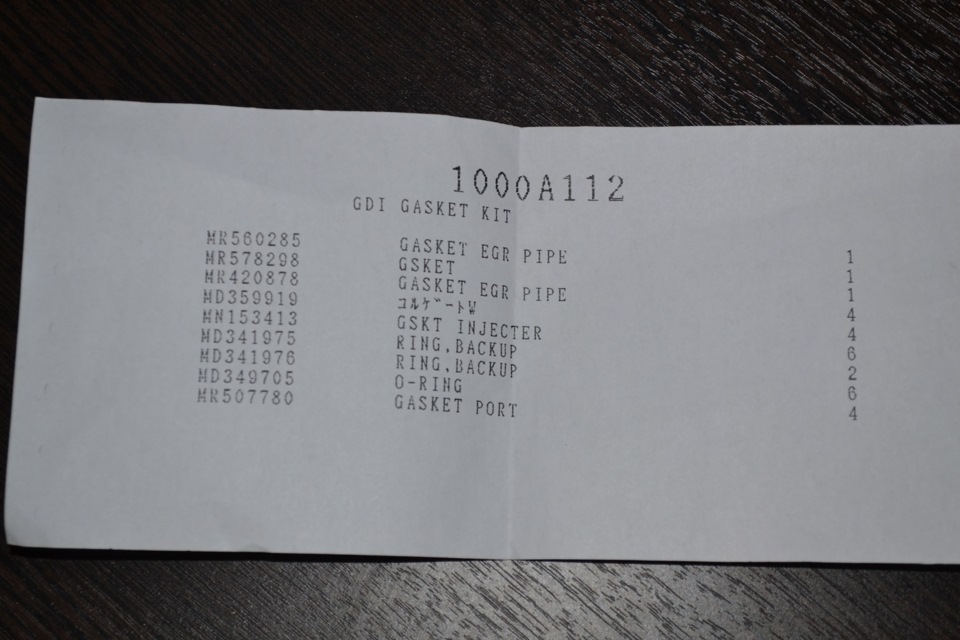 1000A112
GDI GASKET KIT
MR560285 GASKET EGR PIPE 1
MR578298 GSKET 1
MR420878 GASKET EGR PIPE 1
MD359919 ｺﾙｹﾞｰﾄW 4
MN153413 GSKT INJECTER 4
MD341975 RING,BACKUP 6
MD341976 RING,BACKUP 2
MD349705 O-RING 6
MR507780 GASKET PORT 4